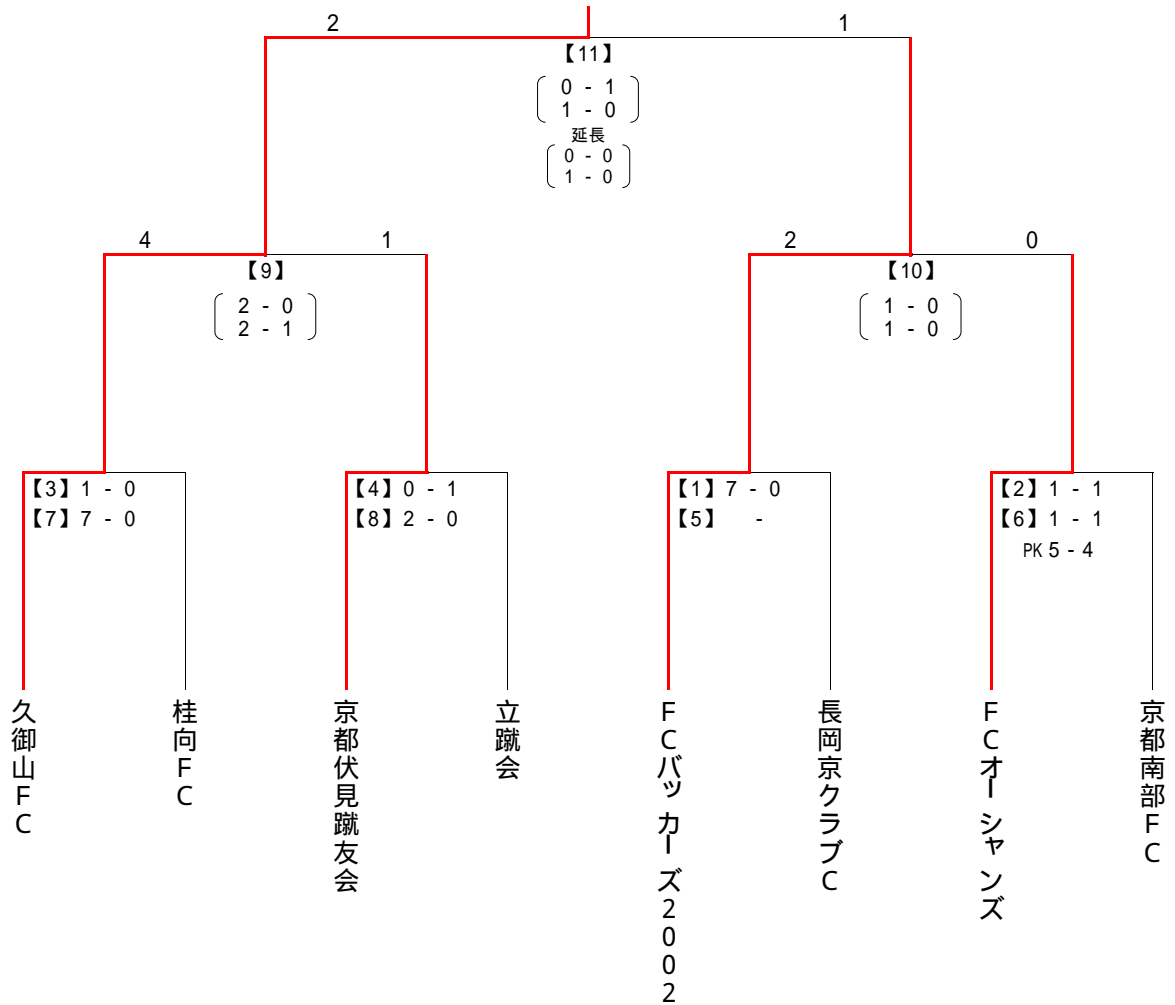 2 1
【11】
0 - 1
1 - 0
延長
0 - 0
1 - 0
4 1 2 0
【9】 【10】
2 - 0 1 - 0
2 - 1 1 - 0
【3】1 - 0 【4】0 - 1 【1】7 - 0 【2】1 - 1
【7】7 - 0 【8】2 - 0 【5】 - 【6】1 - 1
PK 5 - 4
久御山FC
桂向FC
京都伏見蹴友会
立蹴会
FCバッカーズ2002
長岡京クラブC
FCオーシャンズ
京都南部FC